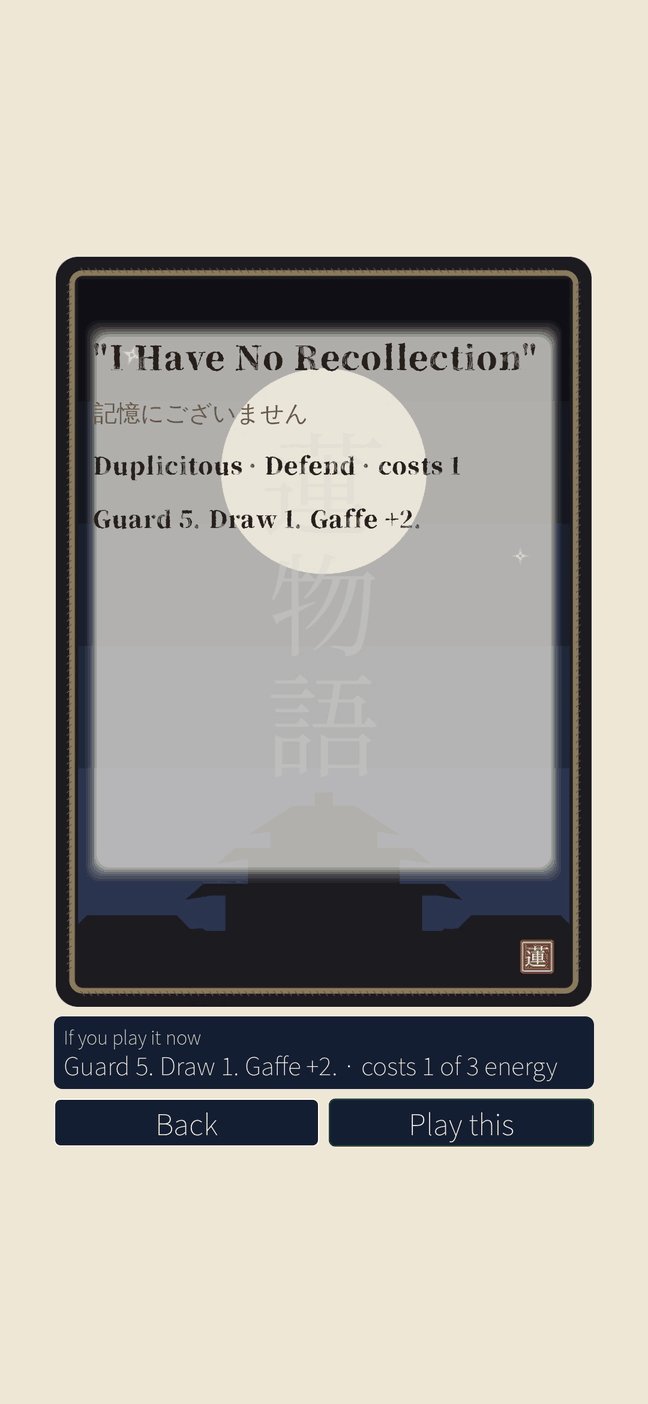 "I Have No Recollection"
記憶にございません
Duplicitous · Defend · costs 1
Guard 5. Draw 1. Gaffe +2.
蓮
物
語
蓮
If you play it now
Guard 5. Draw 1. Gaffe +2. · costs 1 of 3 energy
Back
Play this